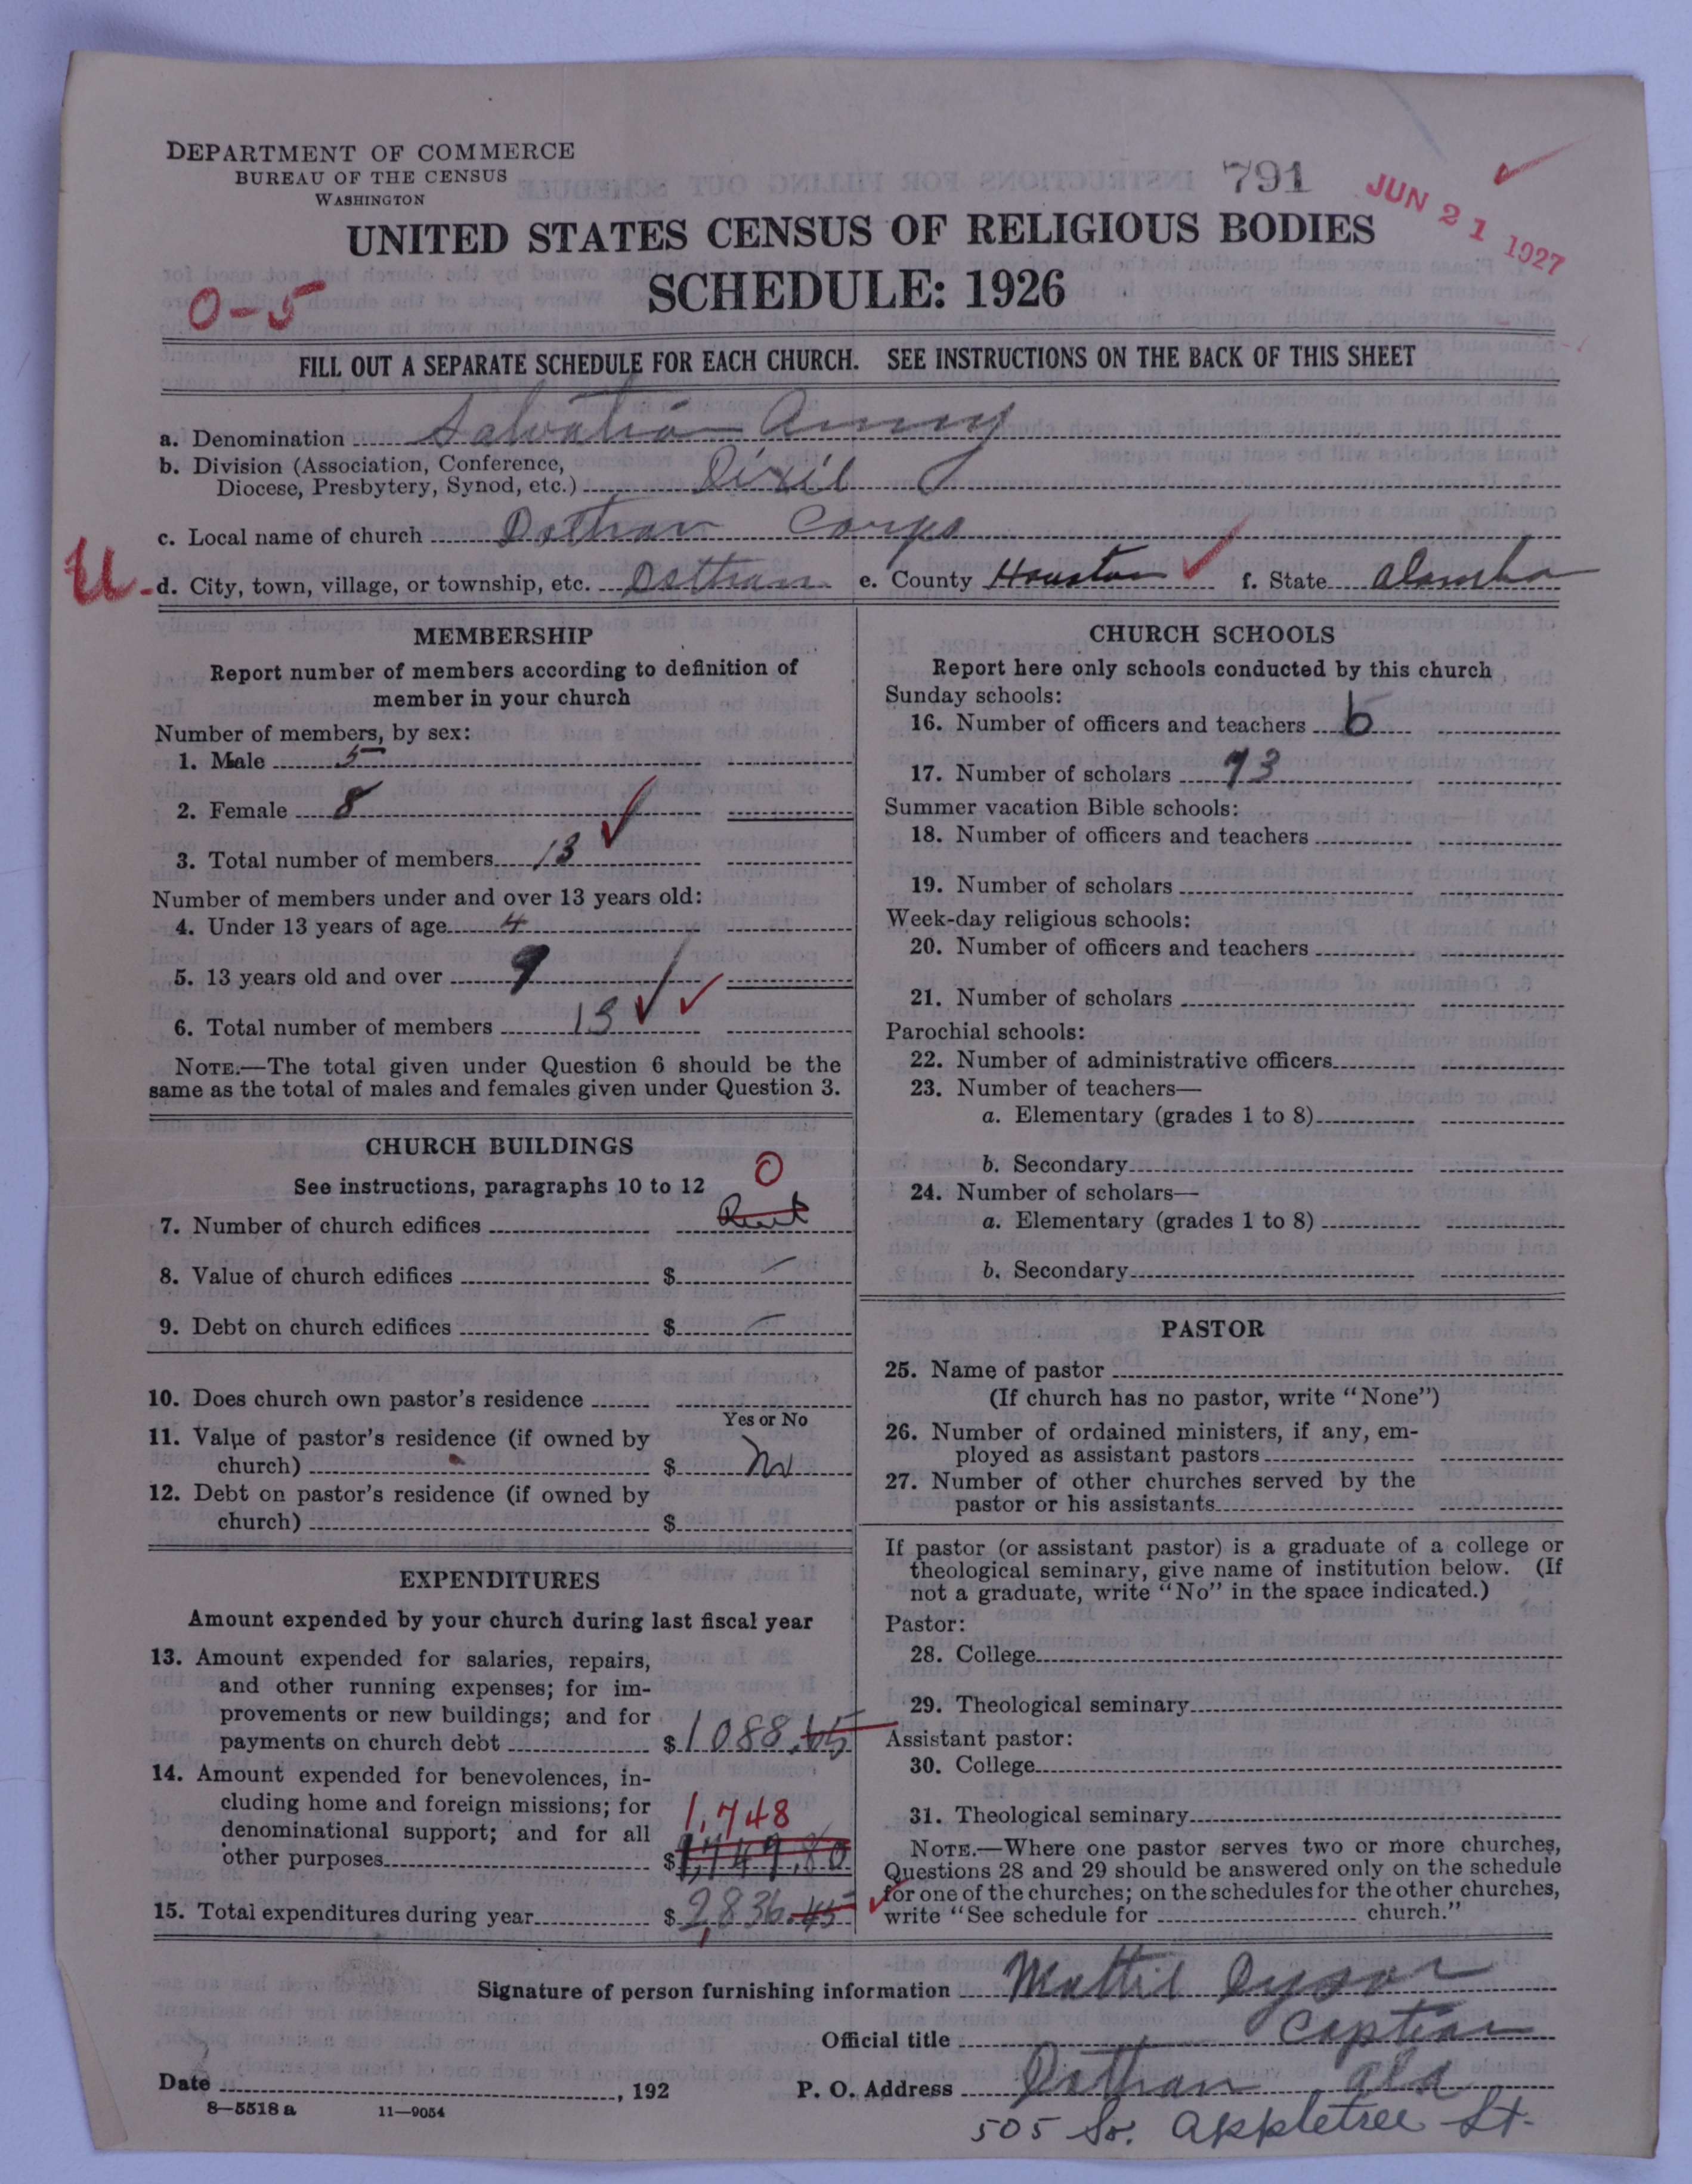 DEPARTMENT OF COMMERCE
BUREAU OF THE CENSUS
WASHINGTON
791
JUN 21 1927
UNITED STATES CENSUS OF RELIGIOUS BODIES
SCHEDULE: 1926
0-5
FILL OUT A SEPARATE SCHEDULE FOR EACH CHURCH. SEE INSTRUCTIONS ON THE BACK OF THIS SHEET
a. Denomination Salvation Army
b. Division (Association, Conference,
Diocese, Presbytery, Synod, etc.) Dixie
c. Local name of church Dothan Corps
U d. City, town, village, or township, etc. Dothan e. County Houston f. State
MEMBERSHIP
Report number of members according to definition of
member in your church
Number of members, by sex:
1. Male 5
2. Female 8
3. Total number of members 13
Number of members under and over 13 years old:
4. Under 13 years of age 4
5. 13 years old and over 9
6. Total number of members 13
NOTE.—The total given under Question 6 should be the
same as the total of males and females given under Question 3.
CHURCH BUILDINGS
See instructions, paragraphs 10 to 12
0
7. Number of church edifices Rent
8. Value of church edifices $ —
9. Debt on church edifices $ —
10. Does church own pastor's residence
Yes or No
11. Value of pastor's residence (if owned by
church) $ No
12. Debt on pastor's residence (if owned by
church) $
EXPENDITURES
Amount expended by your church during last fiscal year
13. Amount expended for salaries, repairs,
and other running expenses; for im-
provements or new buildings; and for
payments on church debt $ 1088.
14. Amount expended for benevolences, in-
cluding home and foreign missions; for
1,748
denominational support; and for all
other purposes $
15. Total expenditures during year $ 2,836.45
CHURCH SCHOOLS
Report here only schools conducted by this church
Sunday schools:
16. Number of officers and teachers 6
17. Number of scholars 73
Summer vacation Bible schools:
18. Number of officers and teachers
19. Number of scholars
Week-day religious schools:
20. Number of officers and teachers
21. Number of scholars
Parochial schools:
22. Number of administrative officers
23. Number of teachers—
a. Elementary (grades 1 to 8)
b. Secondary
24. Number of scholars—
a. Elementary (grades 1 to 8)
b. Secondary
PASTOR
25. Name of pastor
(If church has no pastor, write "None")
26. Number of ordained ministers, if any, em-
ployed as assistant pastors
27. Number of other churches served by the
pastor or his assistants
If pastor (or assistant pastor) is a graduate of a college or
theological seminary, give name of institution below. (If
not a graduate, write "No" in the space indicated.)
Pastor:
28. College
29. Theological seminary
Assistant pastor:
30. College
31. Theological seminary
NOTE.—Where one pastor serves two or more churches,
Questions 28 and 29 should be answered only on the schedule
for one of the churches; on the schedules for the other churches,
write "See schedule for church."
Signature of person furnishing information Mattie Dyson
Official title
Date , 192 P. O. Address Dothan Ala
8—5518 a 11—9054
505 So. Appletree St.